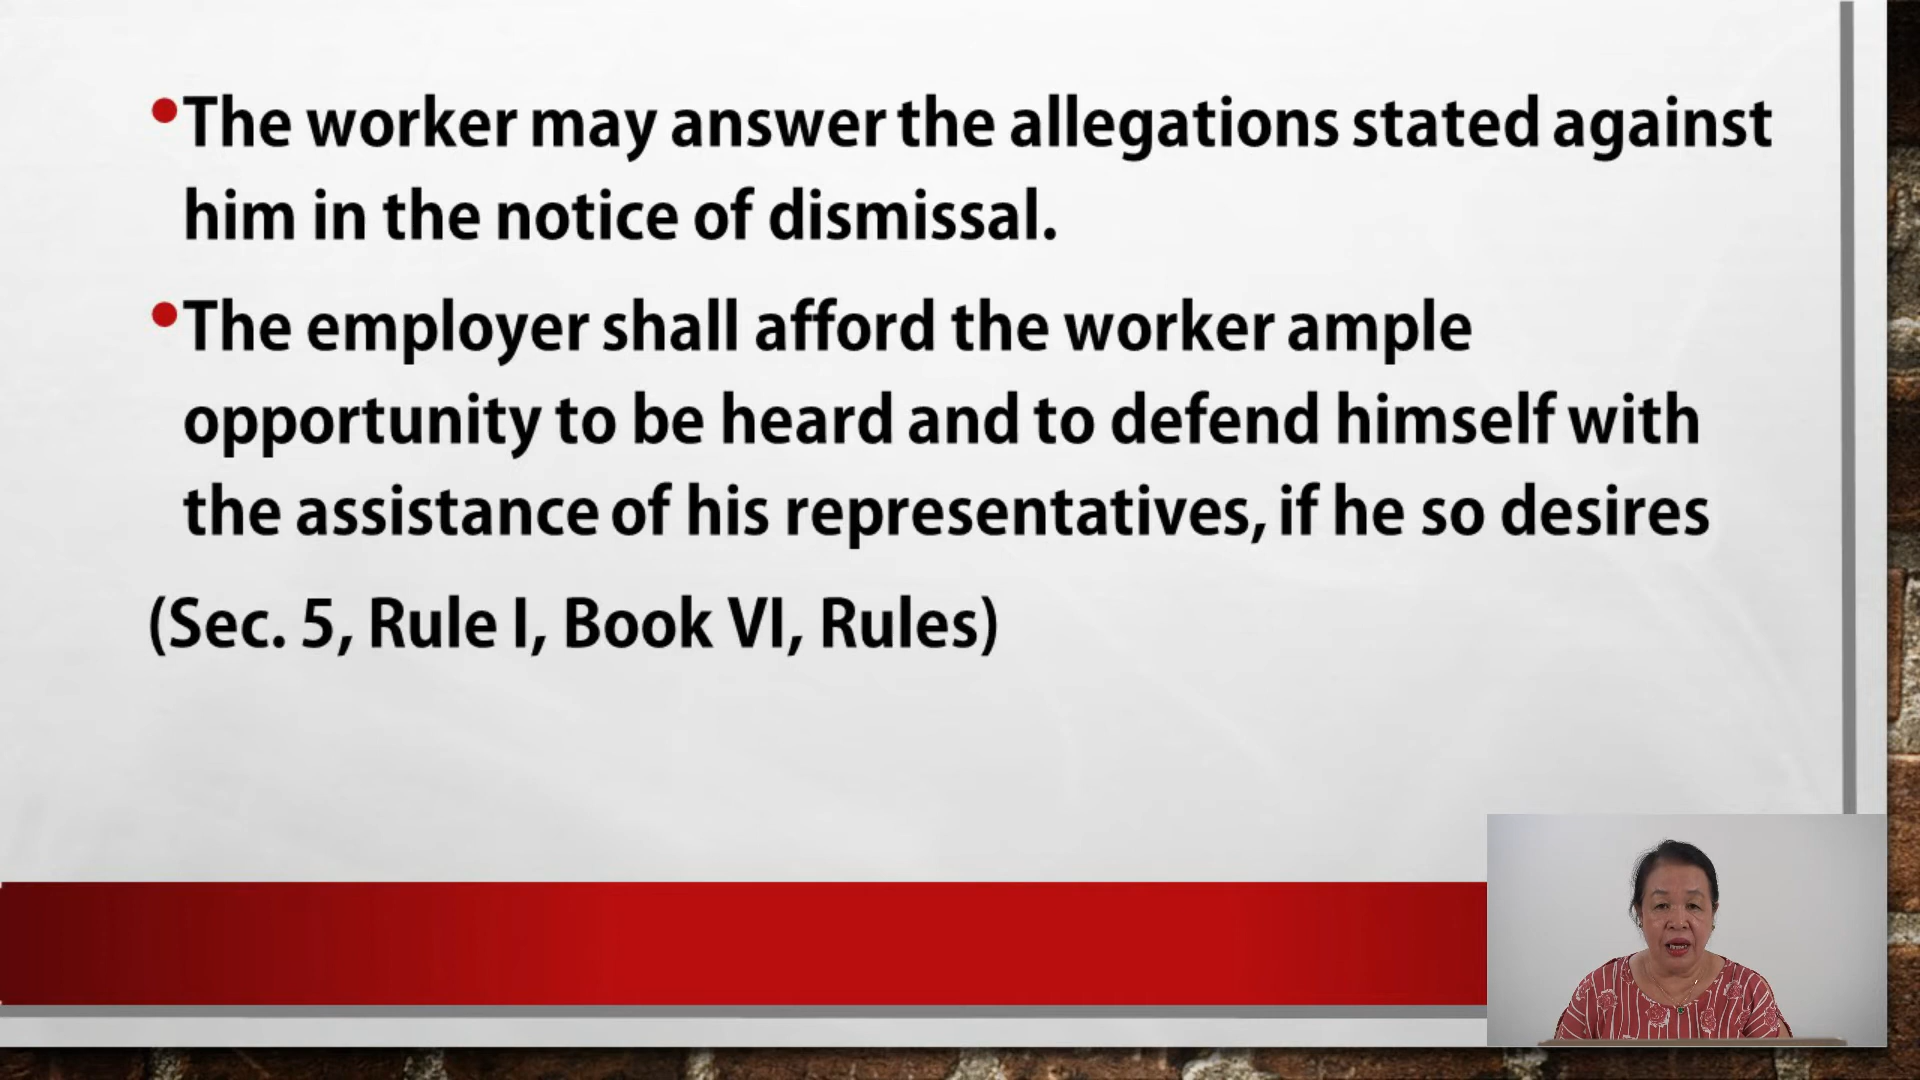 •The worker may answer the allegations stated against
him in the notice of dismissal.
•The employer shall afford the worker ample
opportunity to be heard and to defend himself with
the assistance of his representatives, if he so desires
(Sec. 5, Rule I, Book VI, Rules)